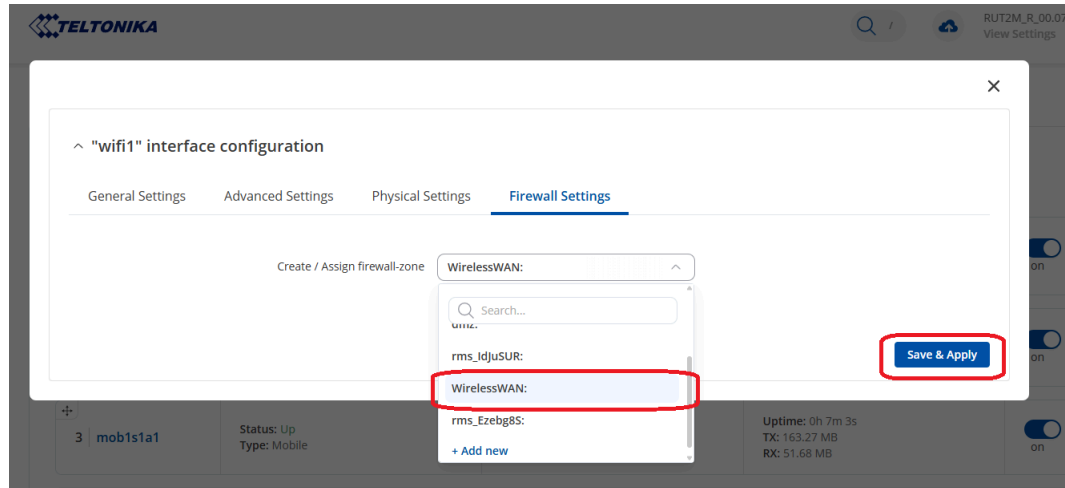 TELTONIKA
/
RUT2M_R_00.07
View Settings
"wifi1" interface configuration
General Settings Advanced Settings Physical Settings Firewall Settings
Create / Assign firewall-zone WirelessWAN:
Search...
dmz:
rms_IdJuSUR:
on
Save & Apply
on
WirelessWAN:
rms_Ezebg8S:
+ Add new
3 mob1s1a1
Status: Up
Type: Mobile
Uptime: 0h 7m 3s
TX: 163.27 MB
RX: 51.68 MB
on